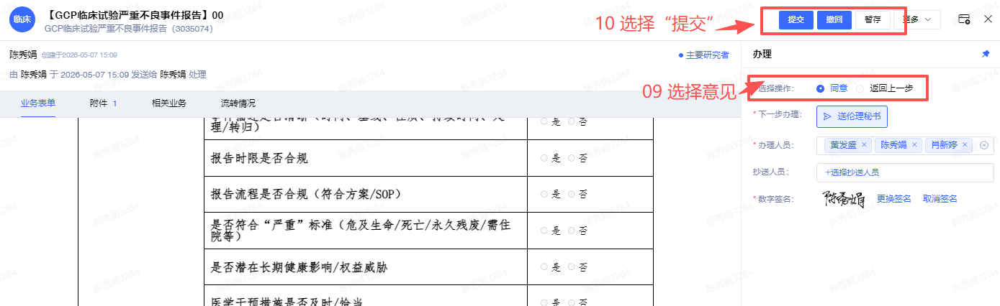 临床
【GCP临床试验严重不良事件报告】00
GCP临床试验严重不良事件报告（3035074）
10 选择“提交”
提交 撤回 暂存 更多
陈秀娟 创建于2026-05-07 15:09
主要研究者
由 陈秀娟 于 2026-05-07 15:09 发送给 陈秀娟 处理
业务表单 附件 1 相关业务 流转情况
09 选择意见
办理
选择操作： 同意 返回上一步
*下一步办理： 送伦理秘书
*办理人员： 黄发盛 × 陈秀娟 × 肖新婷 ×
抄送人员： +选择抄送人员
*数字签名： 陈秀娟 更换签名 取消签名
理/转归） 是 否
报告时限是否合规 是 否
报告流程是否合规（符合方案/SOP） 是 否
是否符合“严重”标准（危及生命/死亡/永久残废/需住
院等） 是 否
是否潜在长期健康影响/权益威胁 是 否
医学干预措施是否及时/恰当 是 否
陈秀娟3284